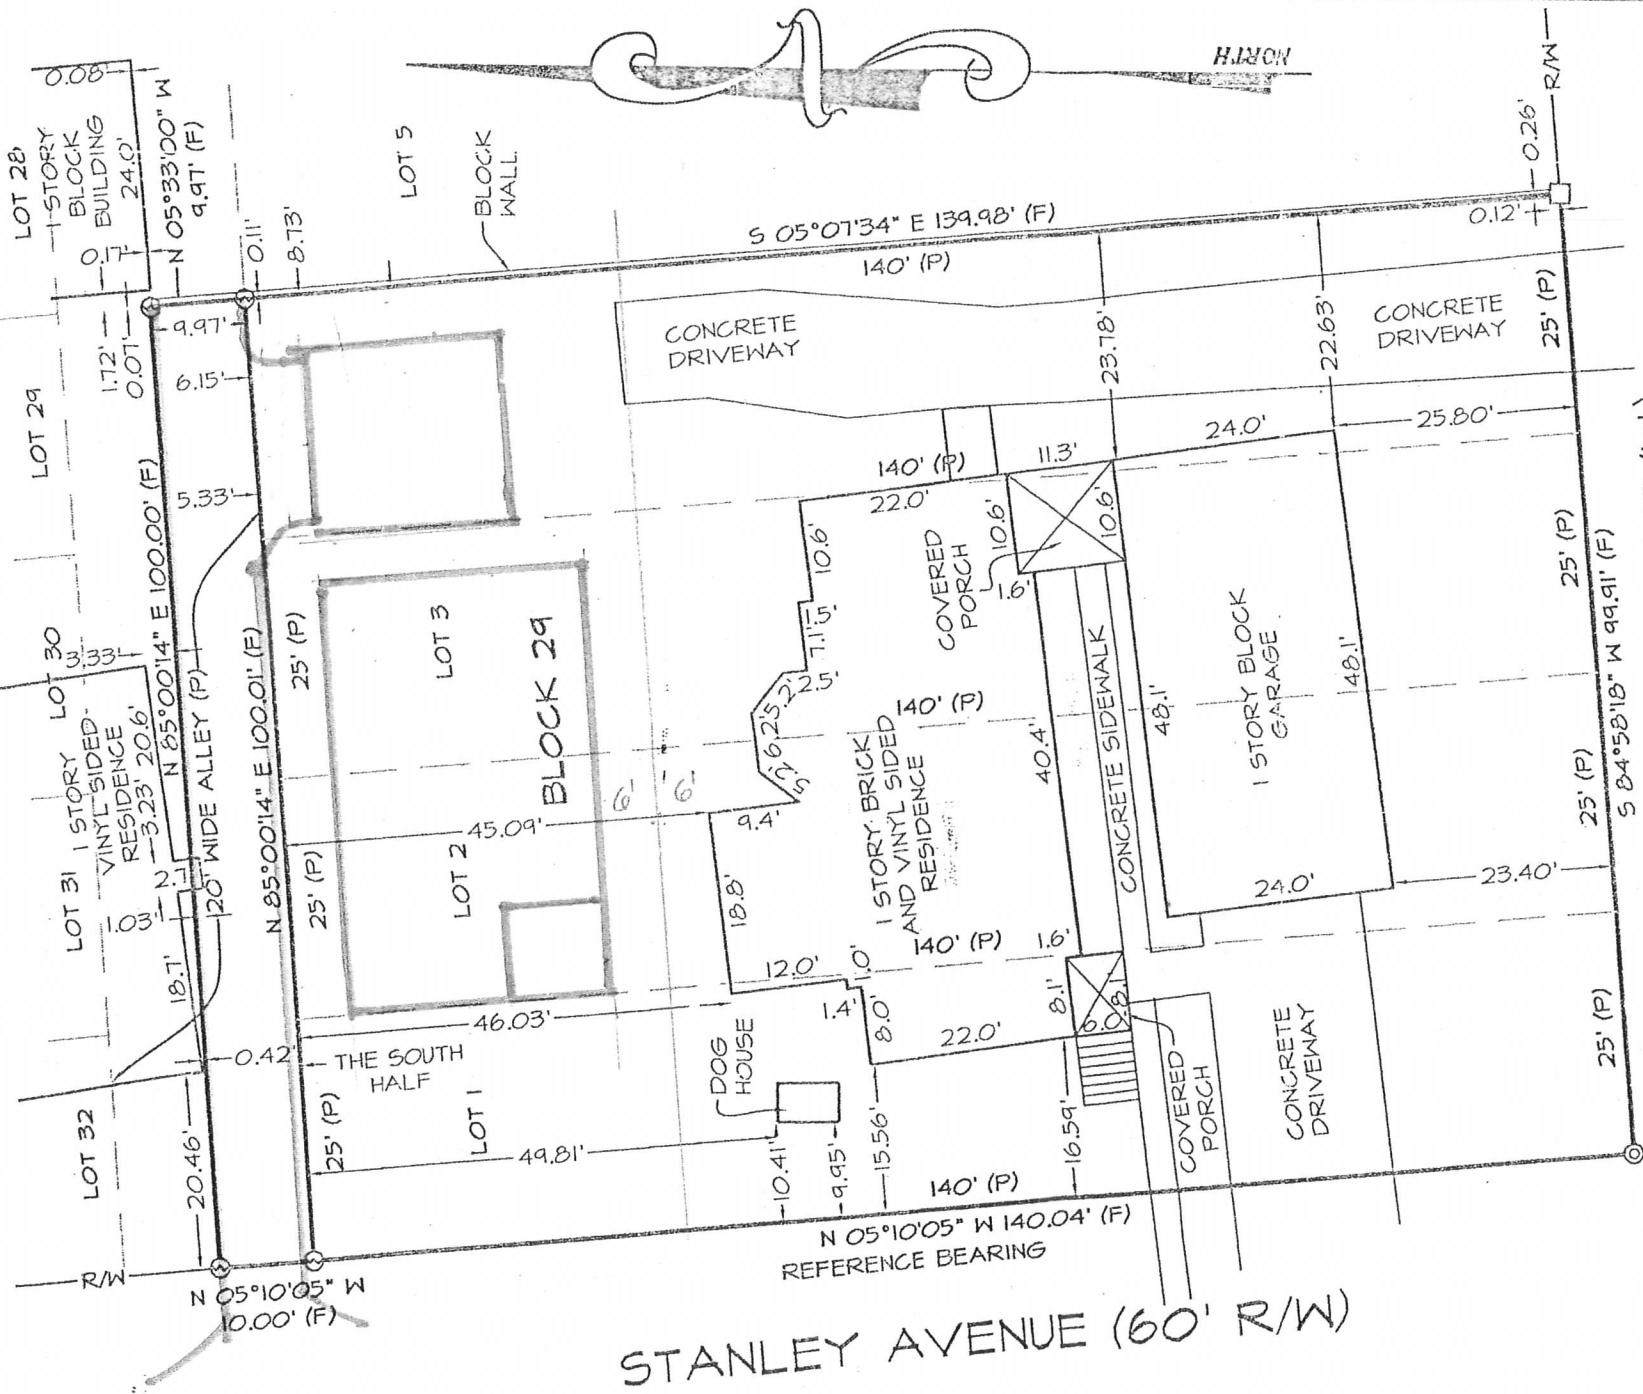 NORTH
0.08'
LOT 28
1 STORY
BLOCK
BUILDING
24.0'
0.17'
N 05°33'00" W
9.97' (F)
0.11'
8.73'
LOT 5
BLOCK
WALL
S 05°07'34" E 139.98' (F)
140' (P)
0.26'
R/W
0.12'
9.97'
6.15'
1.72'
0.07'
CONCRETE
DRIVEWAY
23.78'
22.63'
CONCRETE
DRIVEWAY
25' (P)
LOT 29
N 85°00'14" E 100.00' (F)
5.33'
140' (P)
22.0'
11.3'
24.0'
25.80'
10.6'
10.6'
10.6'
COVERED
PORCH
1.6'
25' (P)
S 84°58'18" W 99.91' (F)
LOT 30
3.33'
25' (P)
LOT 3
BLOCK 29
.5'
7.1'
2.5'
5.2'
6.2'
140' (P)
40.4'
CONCRETE SIDEWALK
48.1'
1 STORY BLOCK
GARAGE
48.1'
25' (P)
LOT 31
1 STORY
VINYL SIDED
RESIDENCE
3.23'
20.6'
20' WIDE ALLEY (P)
N 85°00'14" E 100.01' (F)
6'
6'
45.09'
9.4'
1 STORY BRICK
AND VINYL SIDED
RESIDENCE
25' (P)
LOT 2
18.8'
24.0'
23.40'
1.03'
18.7'
12.0'
1.0'
140' (P)
1.6'
1.4'
8.0'
8.1'
8.1'
6.0'
46.03'
22.0'
0.42'
THE SOUTH
HALF
DOG
HOUSE
COVERED
PORCH
CONCRETE
DRIVEWAY
25' (P)
LOT 32
20.46'
25' (P)
LOT 1
49.81'
10.41'
9.95'
15.56'
16.59'
140' (P)
R/W
N 05°10'05" W
10.00' (F)
N 05°10'05" W 140.04' (F)
REFERENCE BEARING
STANLEY AVENUE (60' R/W)